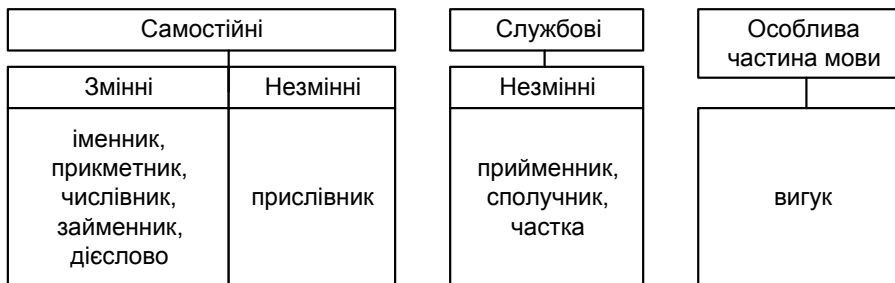 Самостійні
Змінні
Незмінні
іменник,
прикметник,
числівник,
займенник,
дієслово
прислівник
Службові
Незмінні
прийменник,
сполучник,
частка
Особлива
частина мови
вигук